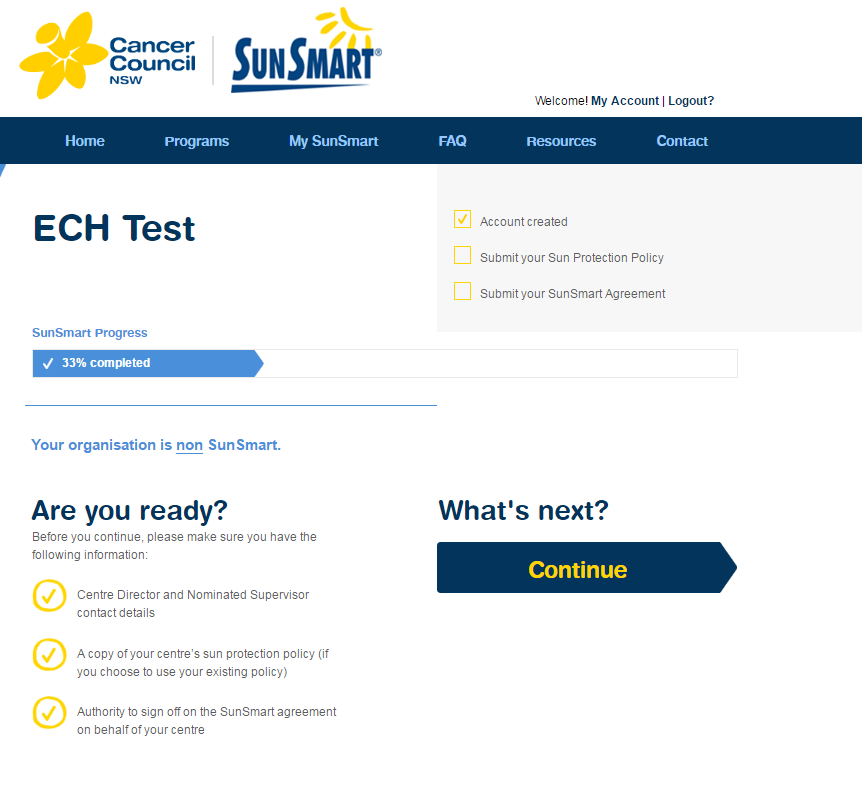 Cancer
Council
NSW
SUNSMART®
Welcome! My Account | Logout?
Home Programs My SunSmart FAQ Resources Contact
ECH Test
Account created
Submit your Sun Protection Policy
Submit your SunSmart Agreement
SunSmart Progress
33% completed
Your organisation is non SunSmart.
Are you ready?
Before you continue, please make sure you have the
following information:
Centre Director and Nominated Supervisor
contact details
A copy of your centre's sun protection policy (if
you choose to use your existing policy)
Authority to sign off on the SunSmart agreement
on behalf of your centre
What's next?
Continue